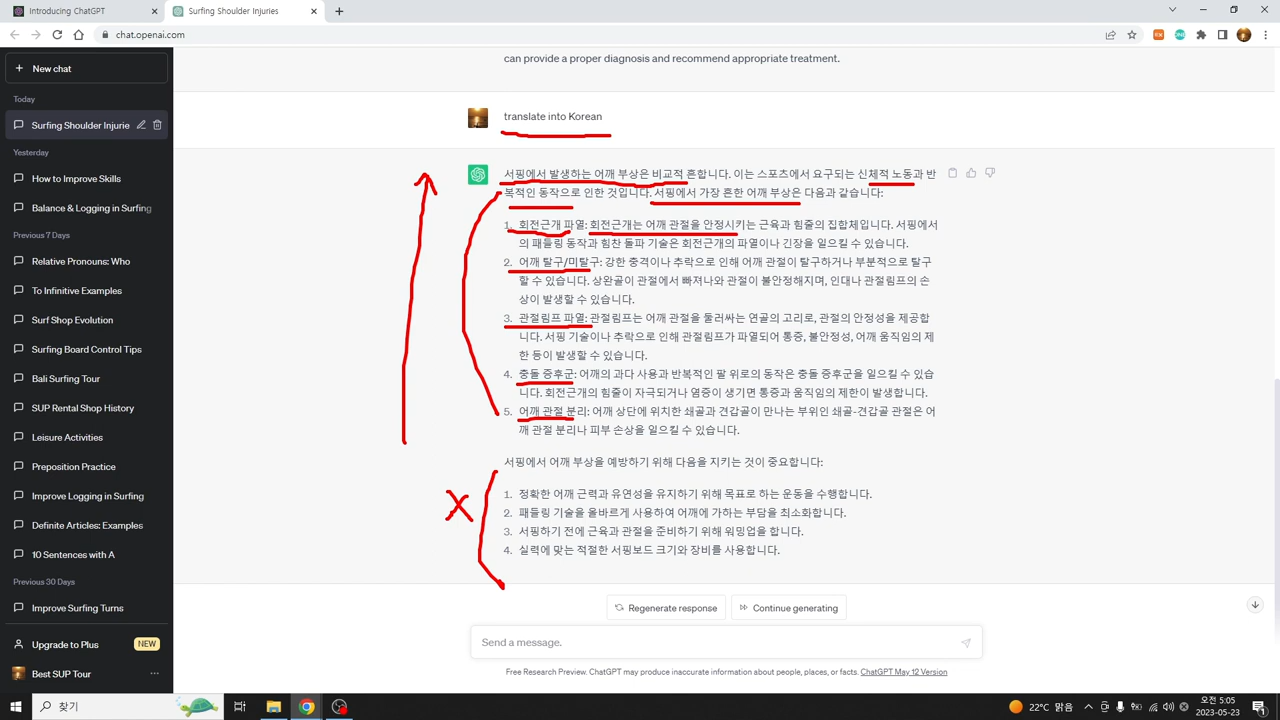 Introducing ChatGPT
Surfing Shoulder Injuries
chat.openai.com
New chat
Today
Surfing Shoulder Injurie
Yesterday
How to Improve Skills
Balance & Logging in Surfing
Previous 7 Days
Relative Pronouns: Who
To Infinitive Examples
Surf Shop Evolution
Surfing Board Control Tips
Bali Surfing Tour
SUP Rental Shop History
Leisure Activities
Preposition Practice
Improve Logging in Surfing
Definite Articles: Examples
10 Sentences with A
Previous 30 Days
Improve Surfing Turns
Upgrade to Plus NEW
Best SUP Tour
can provide a proper diagnosis and recommend appropriate treatment.
translate into Korean
서핑에서 발생하는 어깨 부상은 비교적 흔합니다. 이는 스포츠에서 요구되는 신체적 노동과 반
복적인 동작으로 인한 것입니다. 서핑에서 가장 흔한 어깨 부상은 다음과 같습니다:
1. 회전근개 파열: 회전근개는 어깨 관절을 안정시키는 근육과 힘줄의 집합체입니다. 서핑에서
의 패들링 동작과 힘찬 돌파 기술은 회전근개의 파열이나 긴장을 일으킬 수 있습니다.
2. 어깨 탈구/미탈구: 강한 충격이나 추락으로 인해 어깨 관절이 탈구하거나 부분적으로 탈구
할 수 있습니다. 상완골이 관절에서 빠져나와 관절이 불안정해지며, 인대나 관절림프의 손
상이 발생할 수 있습니다.
3. 관절림프 파열: 관절림프는 어깨 관절을 둘러싸는 연골의 고리로, 관절의 안정성을 제공합
니다. 서핑 기술이나 추락으로 인해 관절림프가 파열되어 통증, 불안정성, 어깨 움직임의 제
한 등이 발생할 수 있습니다.
4. 충돌 증후군: 어깨의 과다 사용과 반복적인 팔 위로의 동작은 충돌 증후군을 일으킬 수 있습
니다. 회전근개의 힘줄이 자극되거나 염증이 생기면 통증과 움직임의 제한이 발생합니다.
5. 어깨 관절 분리: 어깨 상단에 위치한 쇄골과 견갑골이 만나는 부위인 쇄골-견갑골 관절은 어
깨 관절 분리나 피부 손상을 일으킬 수 있습니다.
서핑에서 어깨 부상을 예방하기 위해 다음을 지키는 것이 중요합니다:
1. 정확한 어깨 근력과 유연성을 유지하기 위해 목표로 하는 운동을 수행합니다.
2. 패들링 기술을 올바르게 사용하여 어깨에 가하는 부담을 최소화합니다.
3. 서핑하기 전에 근육과 관절을 준비하기 위해 워밍업을 합니다.
4. 실력에 맞는 적절한 서핑보드 크기와 장비를 사용합니다.
X
Regenerate response
Continue generating
Send a message.
Free Research Preview. ChatGPT may produce inaccurate information about people, places, or facts. ChatGPT May 12 Version
찾기
22°C 맑음
오전 5:05
2023-05-23